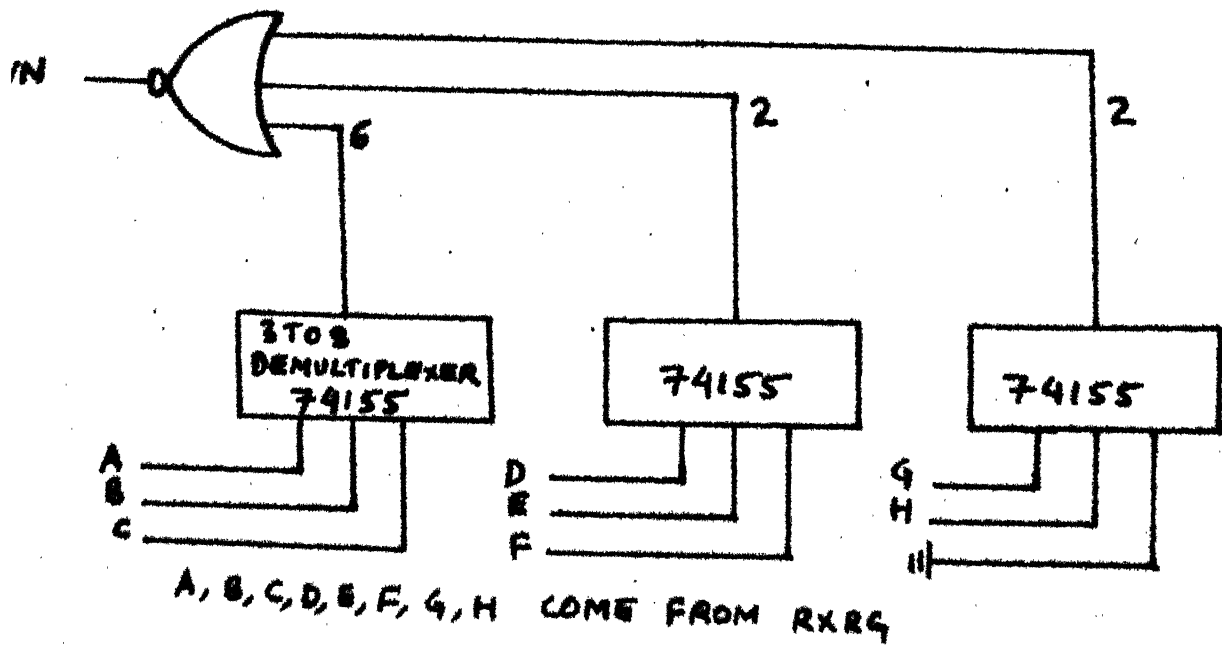 IN
2
2
6
3 TO 8
DEMULTIPLEXER
74155
74155
74155
A
B
C
D
E
F
G
H
A, B, C, D, E, F, G, H COME FROM RXRG